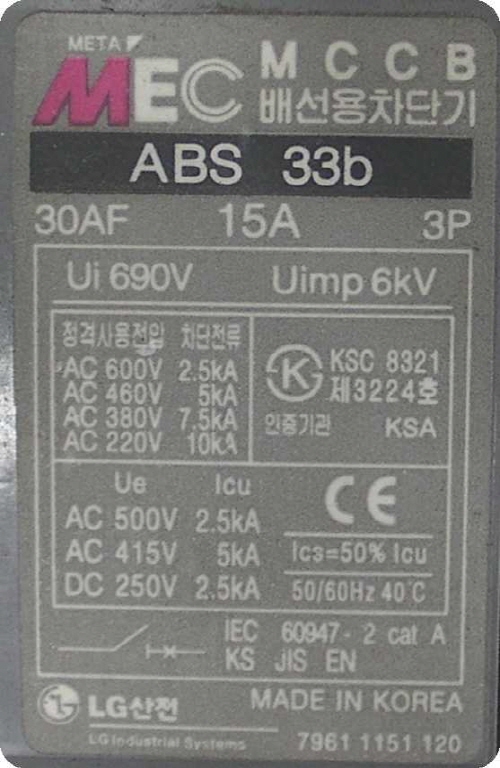 META
MEC MCCB
배선용차단기
ABS 33b
30AF 15A 3P
Ui 690V Uimp 6kV
정격사용전압 차단전류
AC 600V 2.5kA
AC 460V 5kA
AC 380V 7.5kA
AC 220V 10kA
KSC 8321
제3224호
인증기관 KSA
Ue Icu
AC 500V 2.5kA
AC 415V 5kA
DC 250V 2.5kA
CE
Ics=50% Icu
50/60Hz 40℃
IEC 60947-2 cat A
KS JIS EN
LG산전
LG Industrial Systems
MADE IN KOREA
7961 1151 120